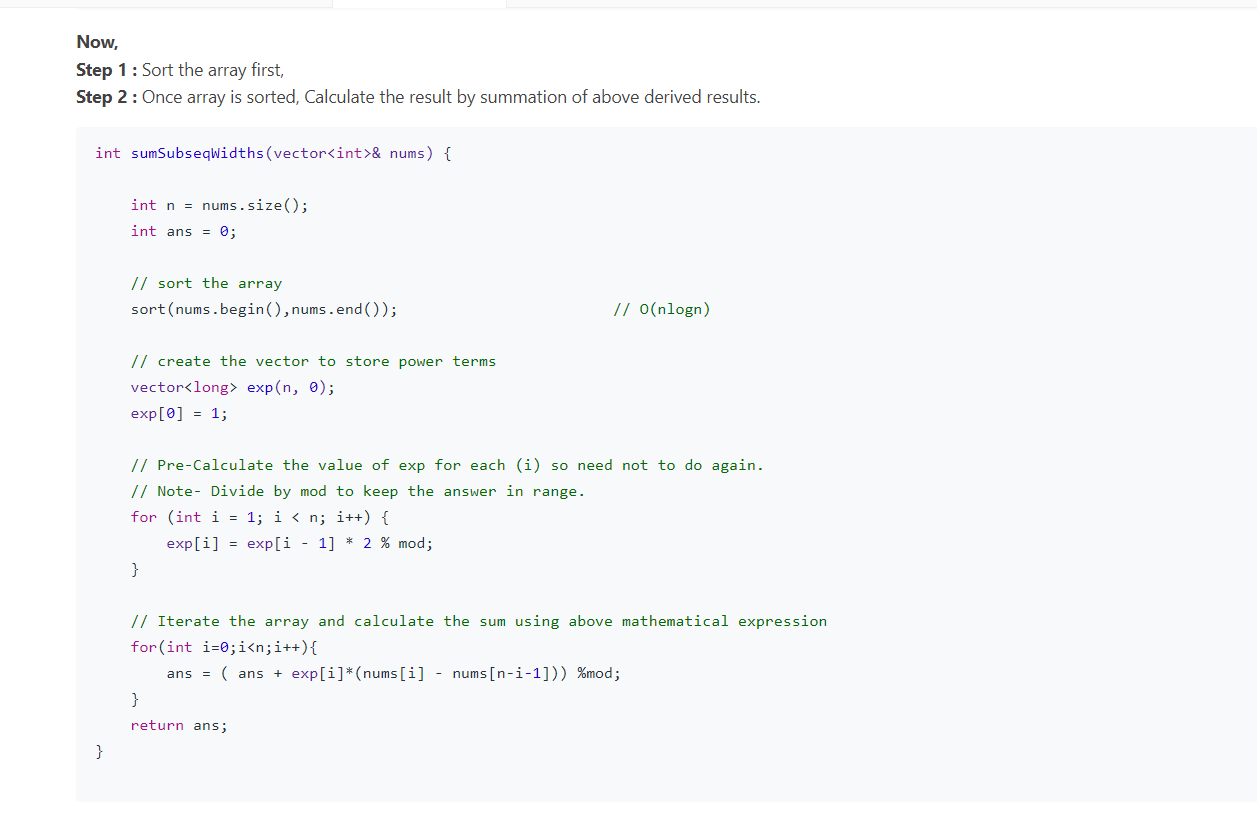 Now,
Step 1 : Sort the array first,
Step 2 : Once array is sorted, Calculate the result by summation of above derived results.
int sumSubseqWidths(vector<int>& nums) {
int n = nums.size();
int ans = 0;
// sort the array
sort(nums.begin(),nums.end()); // O(nlogn)
// create the vector to store power terms
vector<long> exp(n, 0);
exp[0] = 1;
// Pre-Calculate the value of exp for each (i) so need not to do again.
// Note- Divide by mod to keep the answer in range.
for (int i = 1; i < n; i++) {
exp[i] = exp[i - 1] * 2 % mod;
}
// Iterate the array and calculate the sum using above mathematical expression
for(int i=0;i<n;i++){
ans = ( ans + exp[i]*(nums[i] - nums[n-i-1])) %mod;
}
return ans;
}